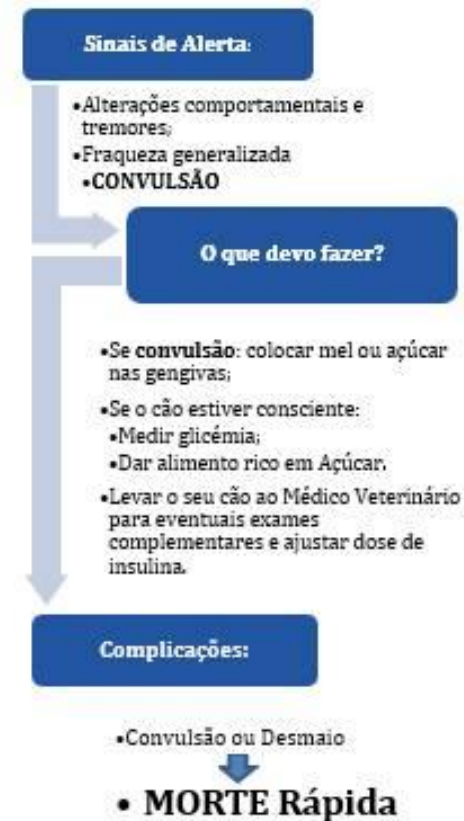 Sinais de Alerta:
•Alterações comportamentais e
tremores;
•Fraqueza generalizada
•CONVULSÃO
O que devo fazer?
•Se convulsão: colocar mel ou açúcar
nas gengivas;
•Se o cão estiver consciente:
•Medir glicémia;
•Dar alimento rico em Açúcar.
•Levar o seu cão ao Médico Veterinário
para eventuais exames
complementares e ajustar dose de
insulina.
Complicações:
•Convulsão ou Desmaio
• MORTE Rápida